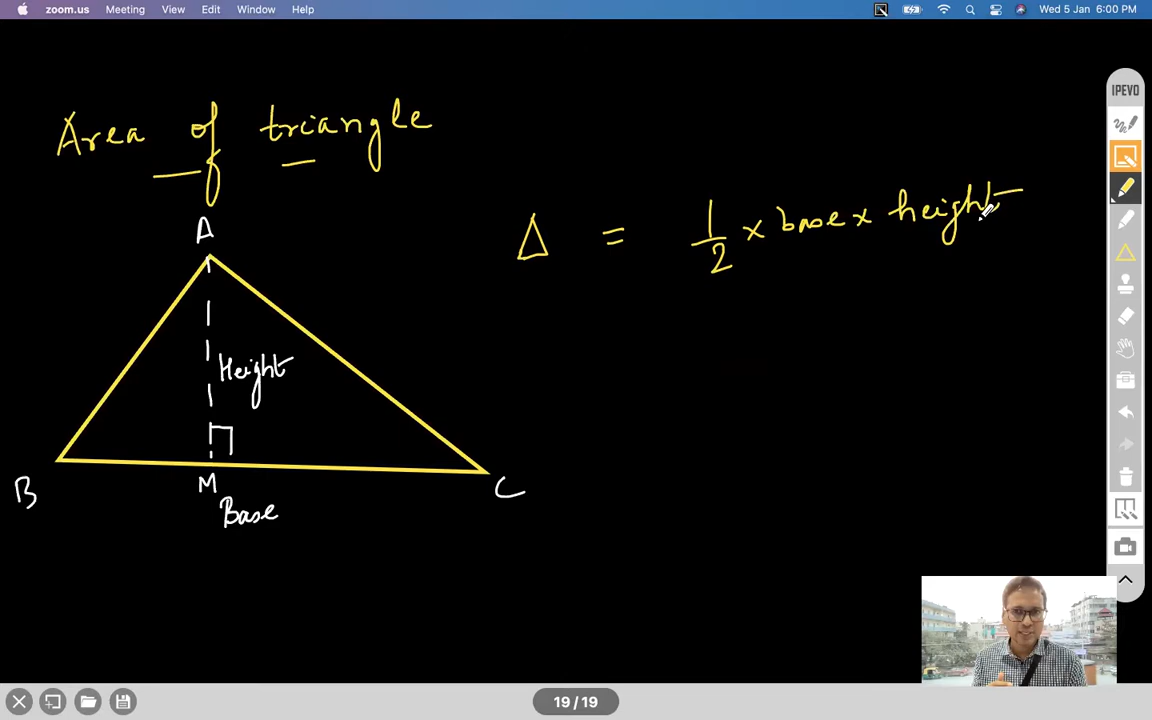 zoom.us Meeting View Edit Window Help Wed 5 Jan 6:00 PM
IPEVO
Area of triangle
Δ = 1/2 × base × height
A
Height
B M C
Base
19 / 19